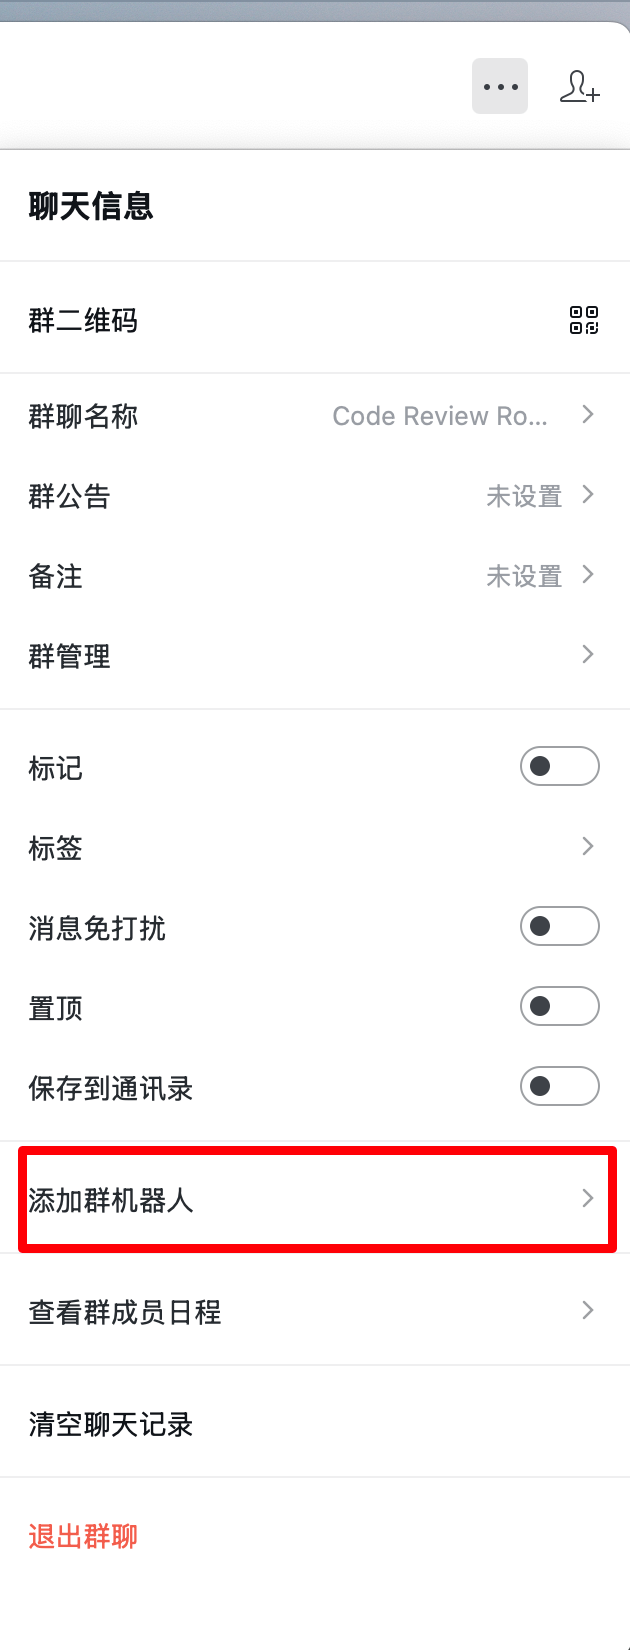 聊天信息
群二维码
群聊名称 Code Review Ro...
群公告 未设置
备注 未设置
群管理
标记
标签
消息免打扰
置顶
保存到通讯录
添加群机器人
查看群成员日程
清空聊天记录
退出群聊